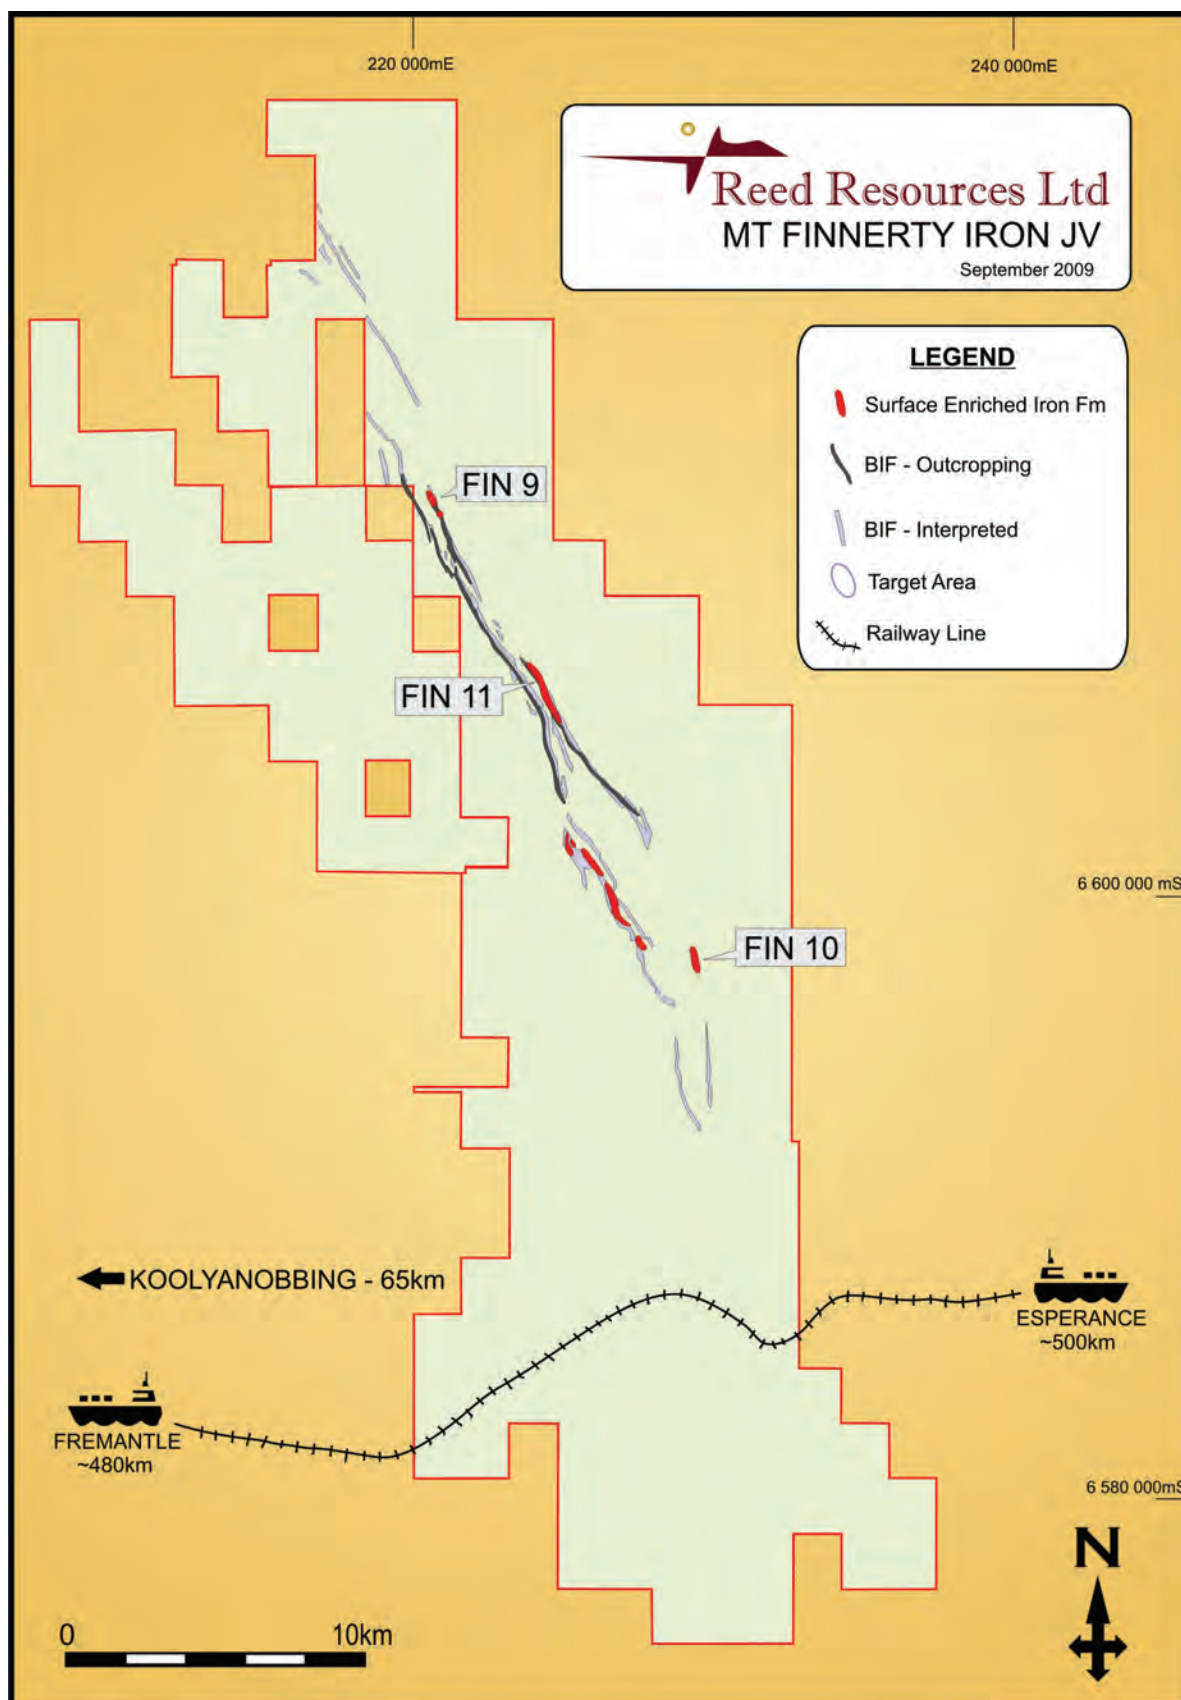 220 000mE
240 000mE
Reed Resources Ltd
MT FINNERTY IRON JV
September 2009
LEGEND
Surface Enriched Iron Fm
BIF - Outcropping
BIF - Interpreted
Target Area
Railway Line
FIN 9
FIN 11
6 600 000 mS
FIN 10
KOOLYANOBBING - 65km
ESPERANCE
~500km
FREMANTLE
~480km
6 580 000mS
N
0
10km